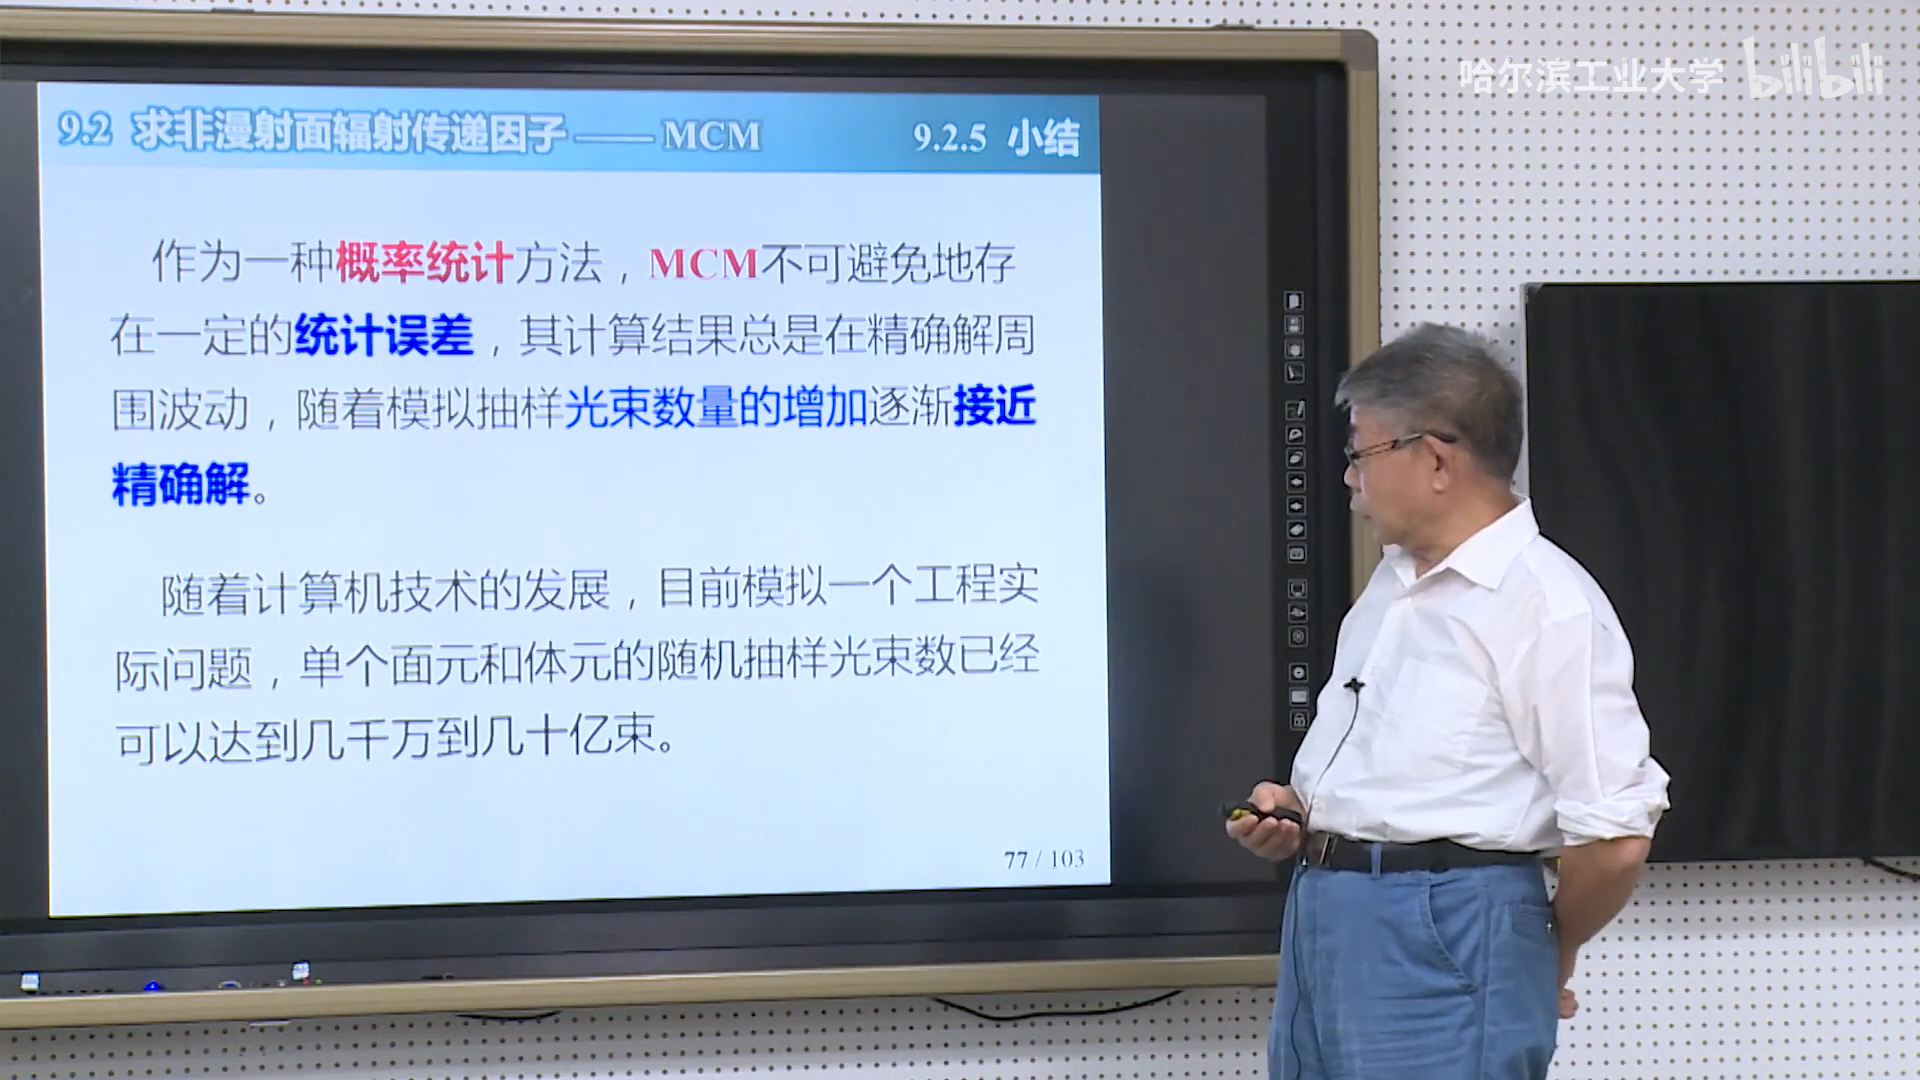 哈尔滨工业大学 bilibili
9.2 求非漫射面辐射传递因子 —— MCM 9.2.5 小结
作为一种概率统计方法，MCM不可避免地存
在一定的统计误差，其计算结果总是在精确解周
围波动，随着模拟抽样光束数量的增加逐渐接近
精确解。
随着计算机技术的发展，目前模拟一个工程实
际问题，单个面元和体元的随机抽样光束数已经
可以达到几千万到几十亿束。
77 / 103